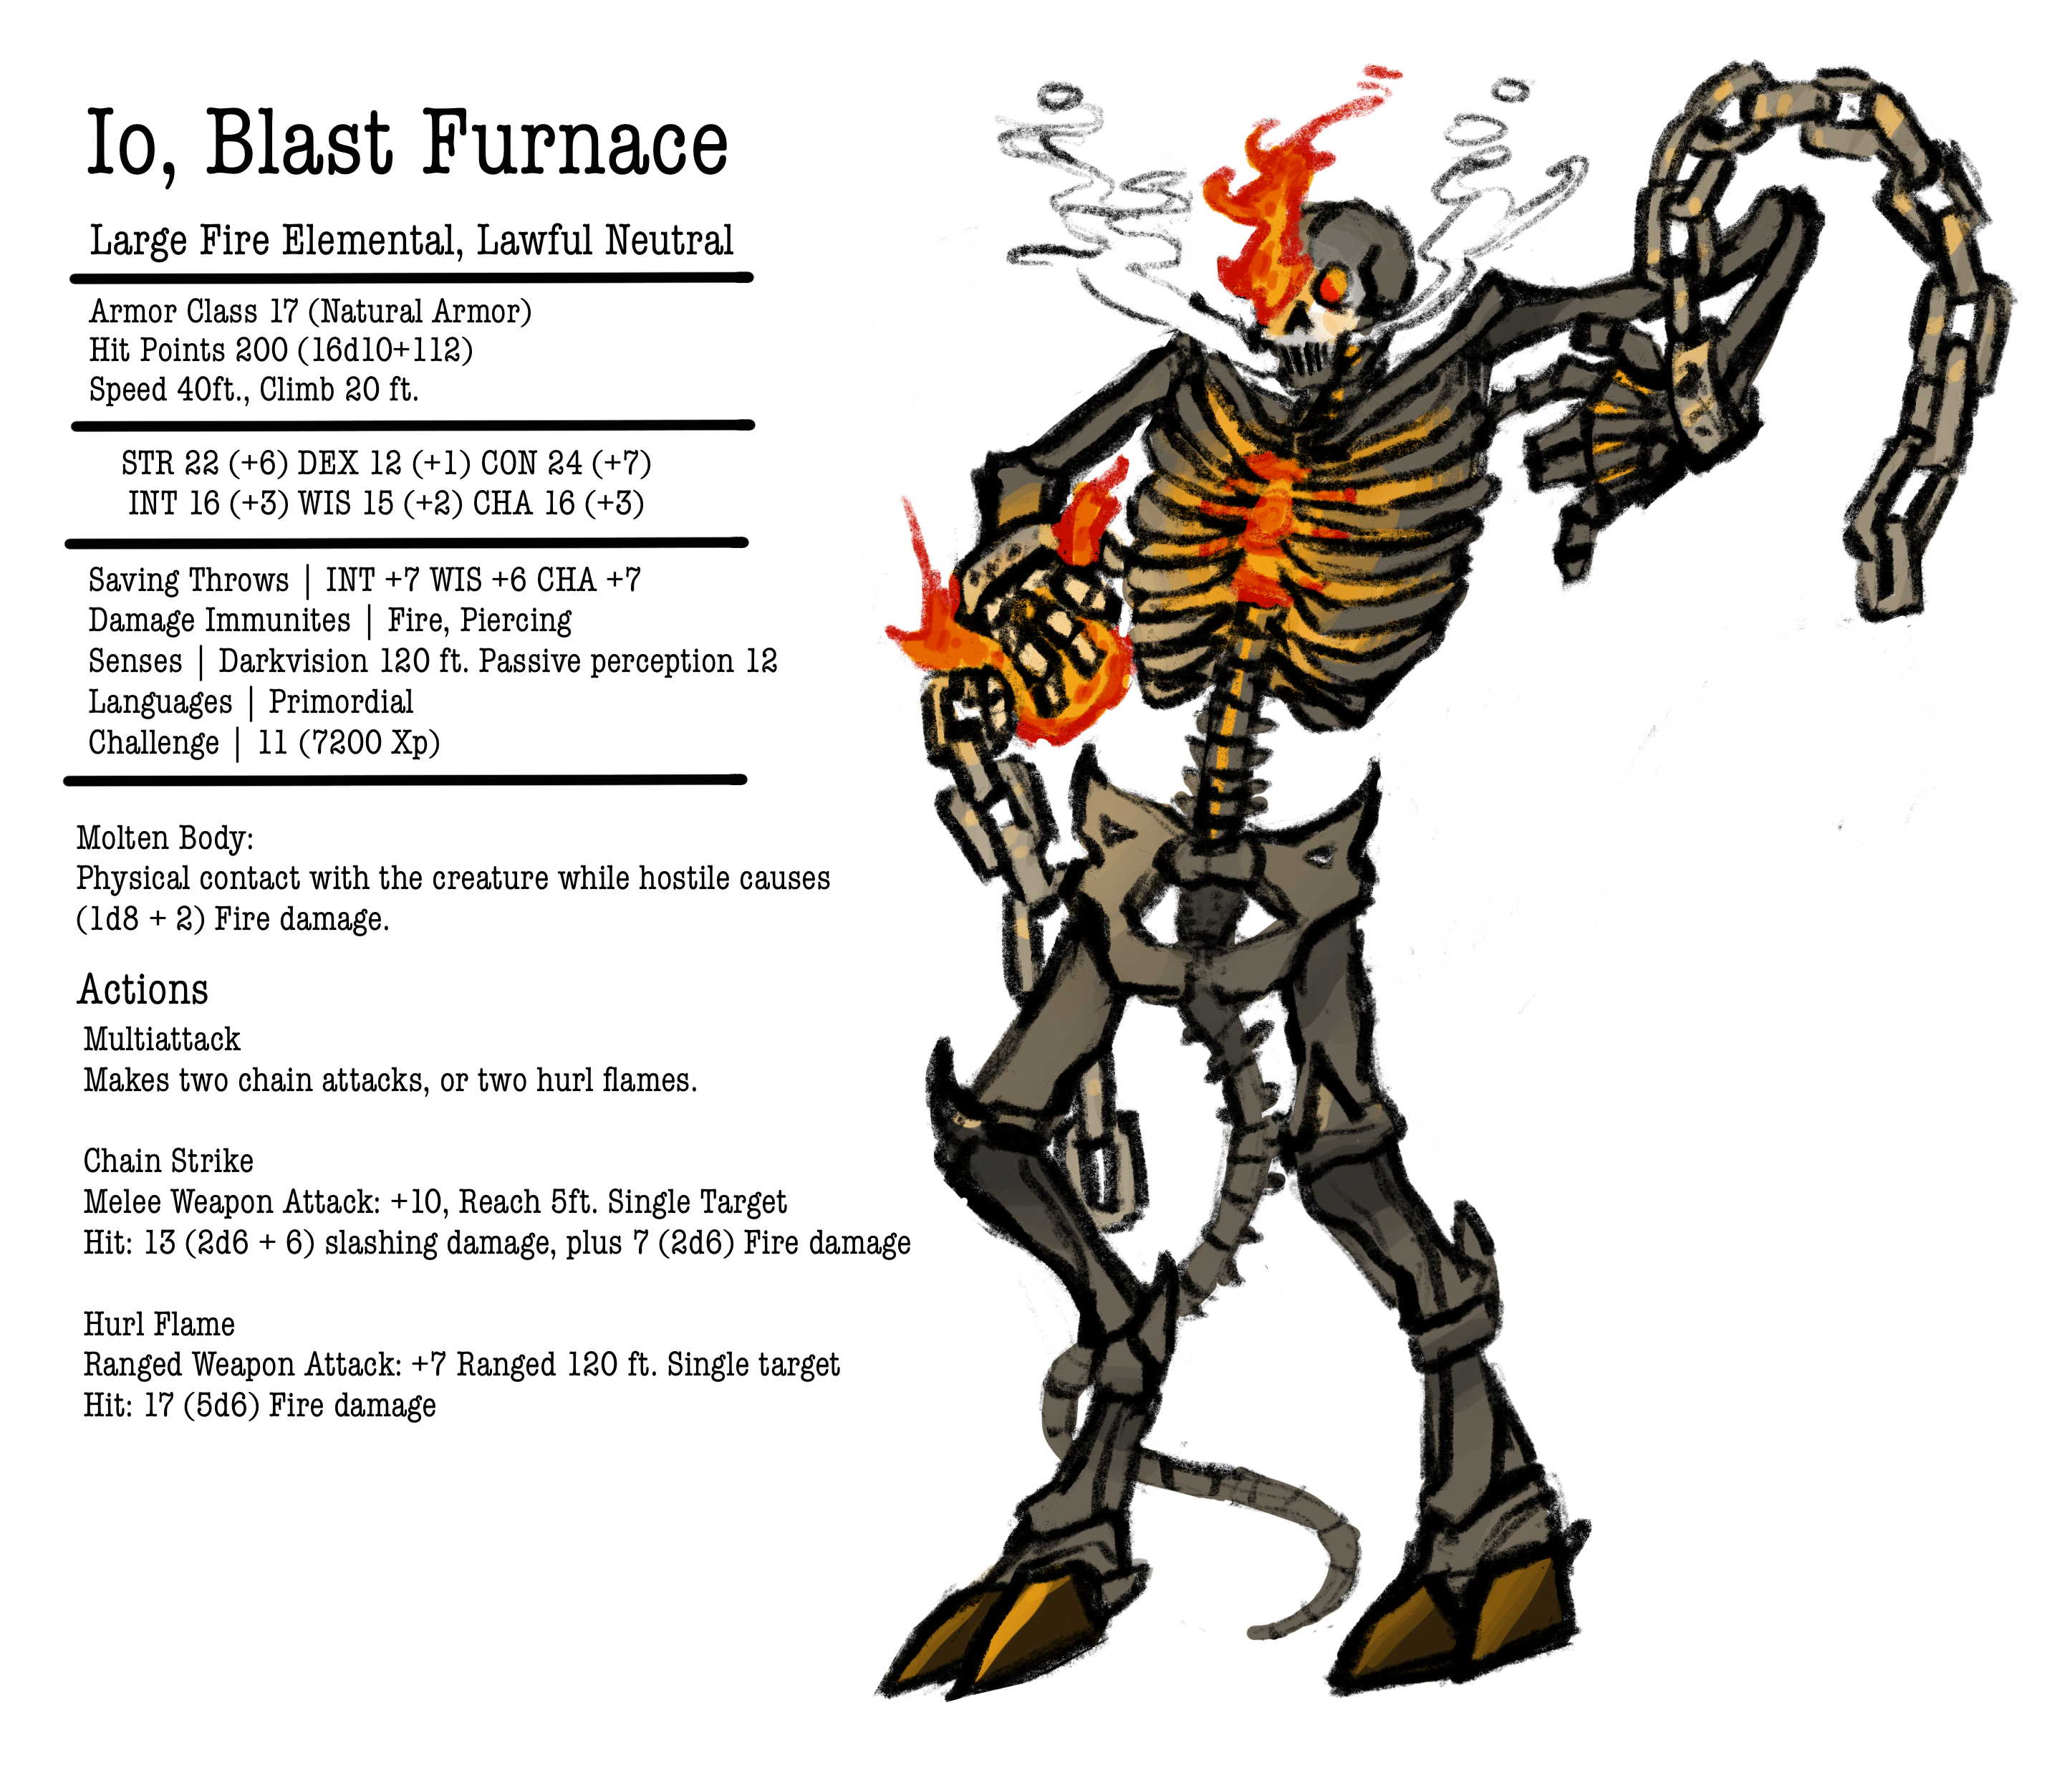 Io, Blast Furnace
Large Fire Elemental, Lawful Neutral
Armor Class 17 (Natural Armor)
Hit Points 200 (16d10+112)
Speed 40ft., Climb 20 ft.
STR 22 (+6) DEX 12 (+1) CON 24 (+7)
INT 16 (+3) WIS 15 (+2) CHA 16 (+3)
Saving Throws | INT +7 WIS +6 CHA +7
Damage Immunites | Fire, Piercing
Senses | Darkvision 120 ft. Passive perception 12
Languages | Primordial
Challenge | 11 (7200 Xp)
Molten Body:
Physical contact with the creature while hostile causes
(1d8 + 2) Fire damage.
Actions
Multiattack
Makes two chain attacks, or two hurl flames.
Chain Strike
Melee Weapon Attack: +10, Reach 5ft. Single Target
Hit: 13 (2d6 + 6) slashing damage, plus 7 (2d6) Fire damage
Hurl Flame
Ranged Weapon Attack: +7 Ranged 120 ft. Single target
Hit: 17 (5d6) Fire damage